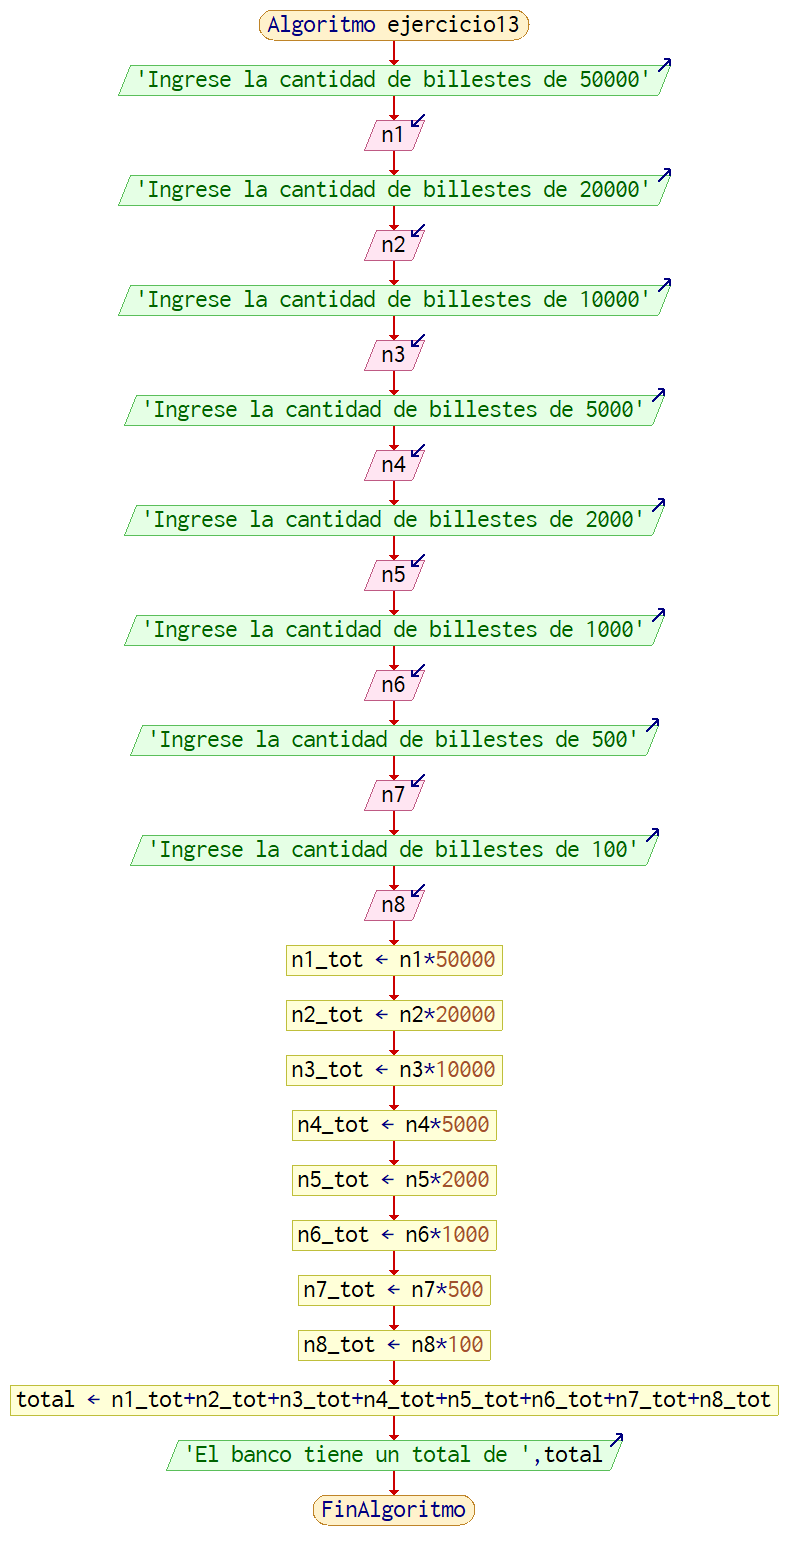 Algoritmo ejercicio13
'Ingrese la cantidad de billestes de 50000'
n1
'Ingrese la cantidad de billestes de 20000'
n2
'Ingrese la cantidad de billestes de 10000'
n3
'Ingrese la cantidad de billestes de 5000'
n4
'Ingrese la cantidad de billestes de 2000'
n5
'Ingrese la cantidad de billestes de 1000'
n6
'Ingrese la cantidad de billestes de 500'
n7
'Ingrese la cantidad de billestes de 100'
n8
n1_tot ← n1*50000
n2_tot ← n2*20000
n3_tot ← n3*10000
n4_tot ← n4*5000
n5_tot ← n5*2000
n6_tot ← n6*1000
n7_tot ← n7*500
n8_tot ← n8*100
total ← n1_tot+n2_tot+n3_tot+n4_tot+n5_tot+n6_tot+n7_tot+n8_tot
'El banco tiene un total de ',total
FinAlgoritmo